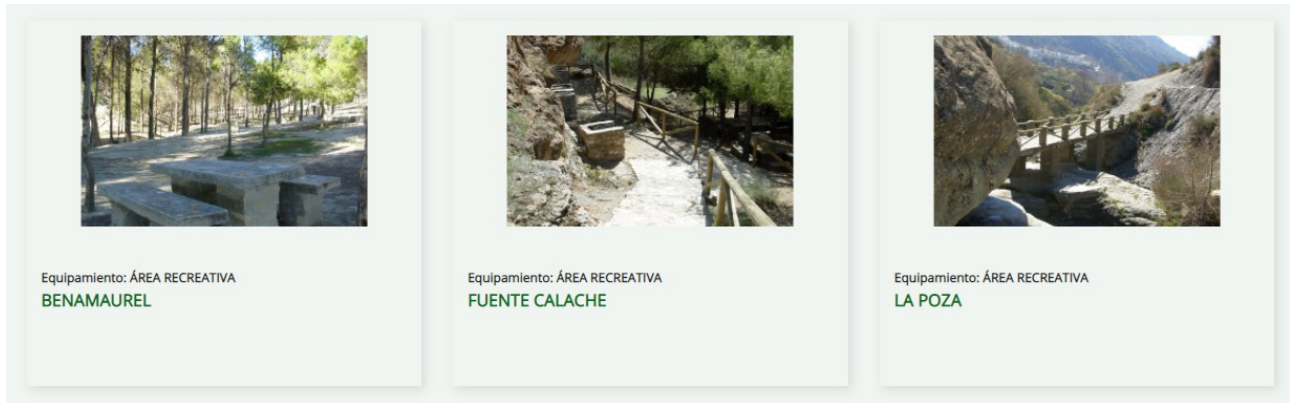 Equipamiento: ÁREA RECREATIVA
BENAMAUREL
Equipamiento: ÁREA RECREATIVA
FUENTE CALACHE
Equipamiento: ÁREA RECREATIVA
LA POZA